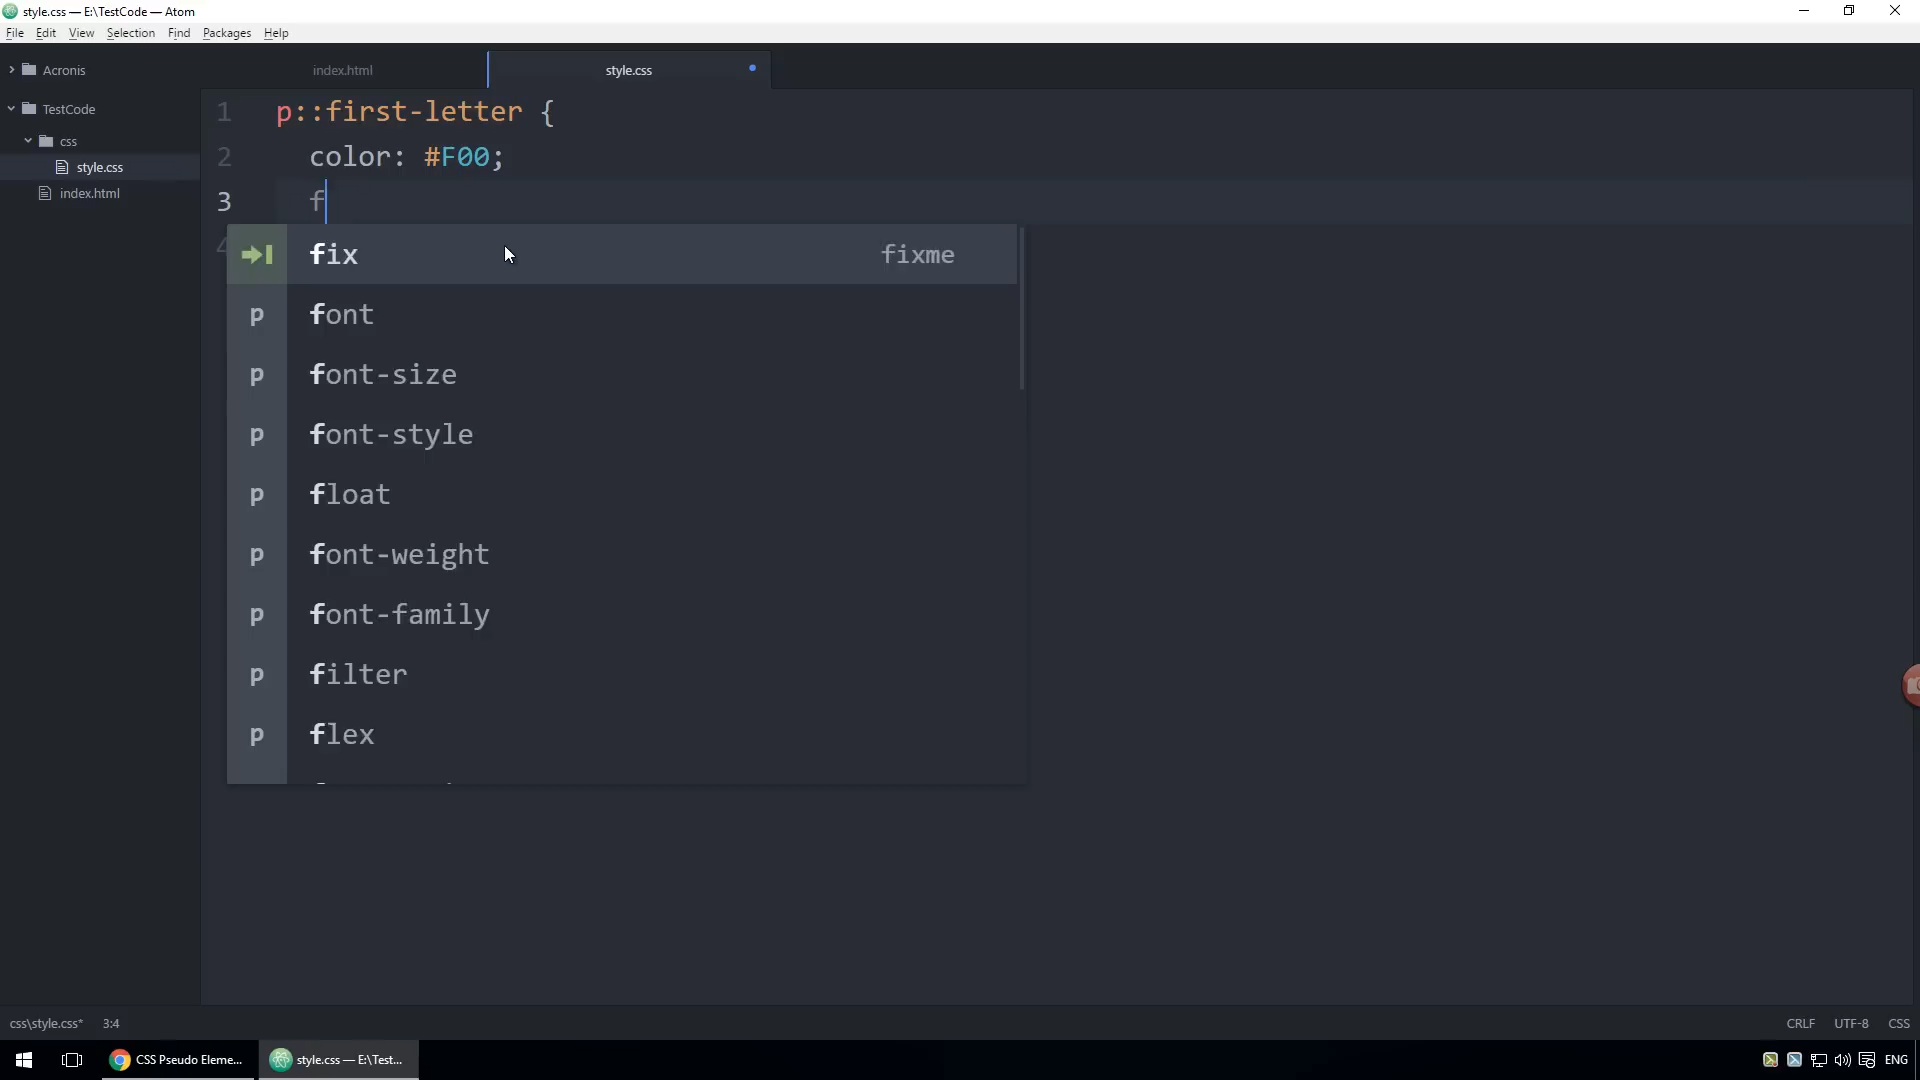 style.css — E:\TestCode — Atom
File Edit View Selection Find Packages Help
Acronis
TestCode
css
style.css
index.html
index.html
style.css
1 p::first-letter {
2 color: #F00;
3 f
4
fix fixme
p font
p font-size
p font-style
p float
p font-weight
p font-family
p filter
p flex
css\style.css* 3:4 CRLF UTF-8 CSS
CSS Pseudo Eleme... style.css — E:\Test... ENG